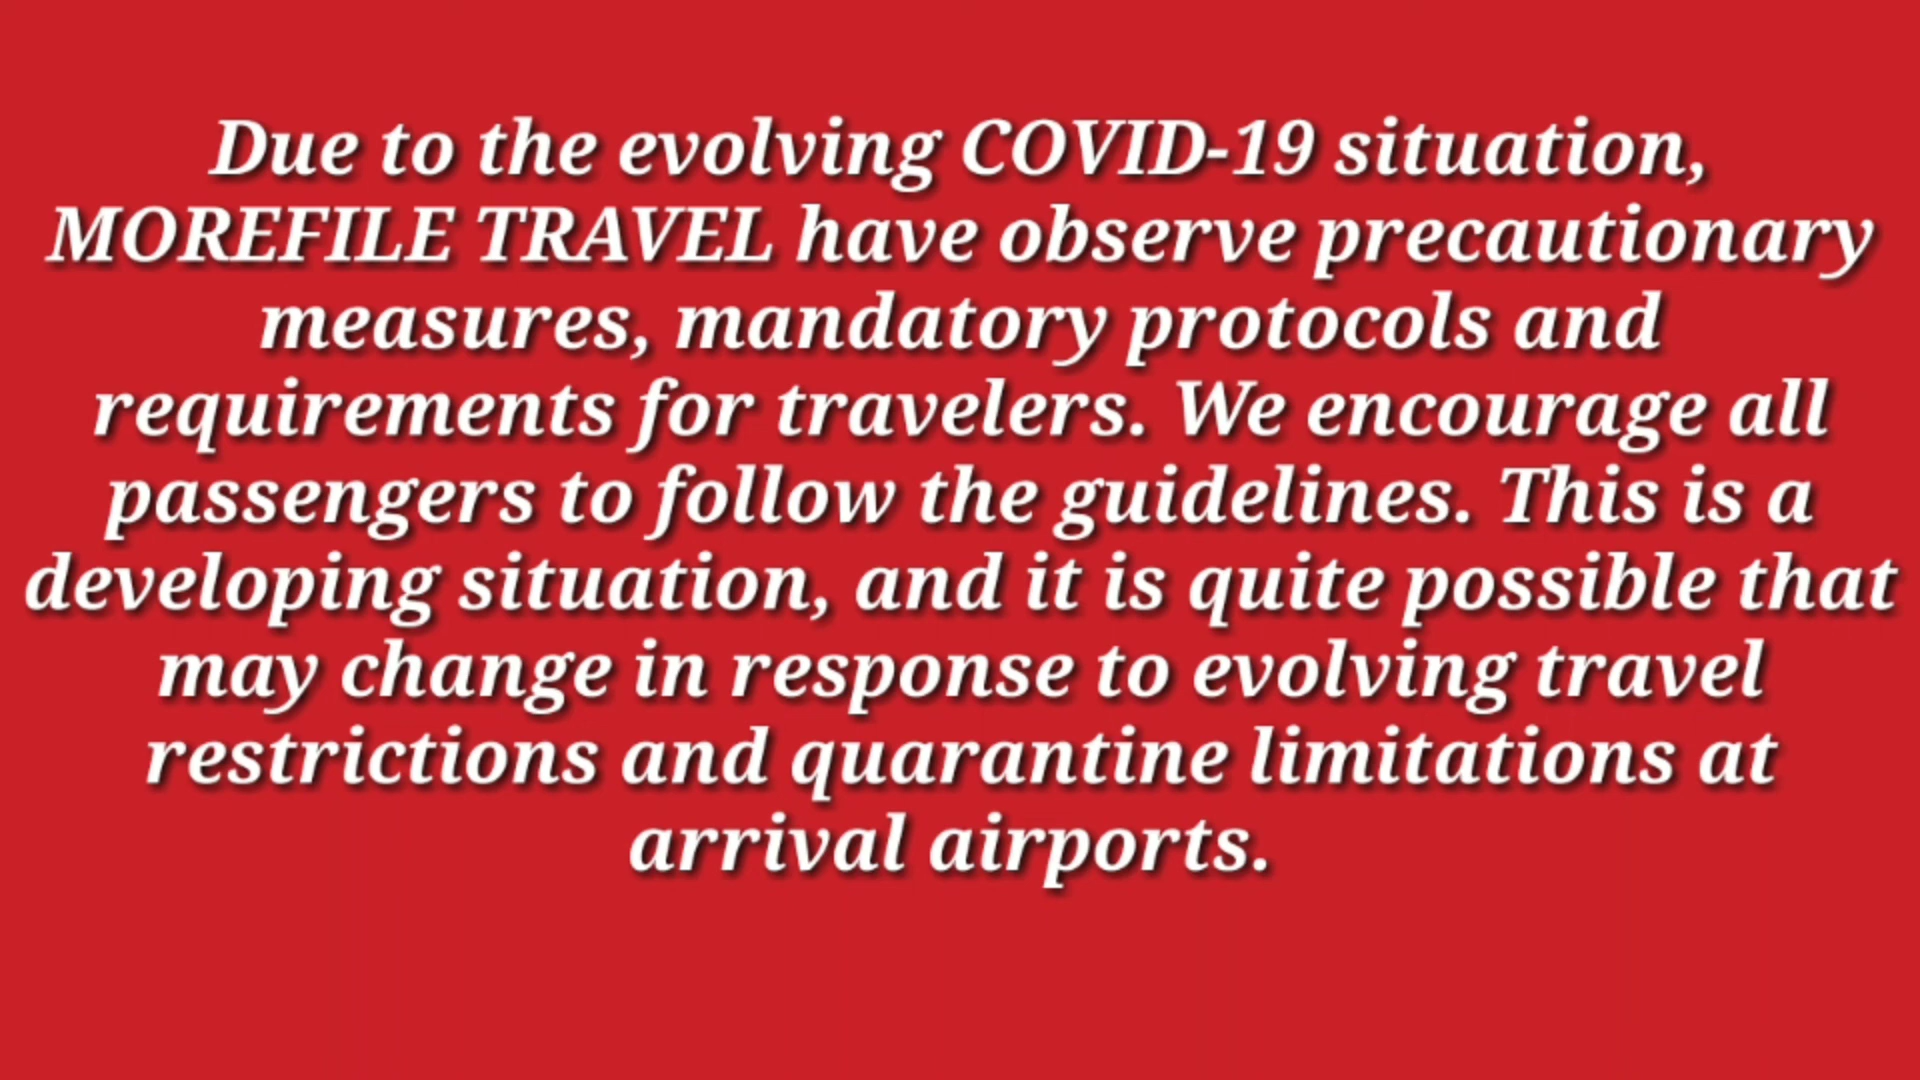 Due to the evolving COVID-19 situation,
MOREFILE TRAVEL have observe precautionary
measures, mandatory protocols and
requirements for travelers. We encourage all
passengers to follow the guidelines. This is a
developing situation, and it is quite possible that
may change in response to evolving travel
restrictions and quarantine limitations at
arrival airports.